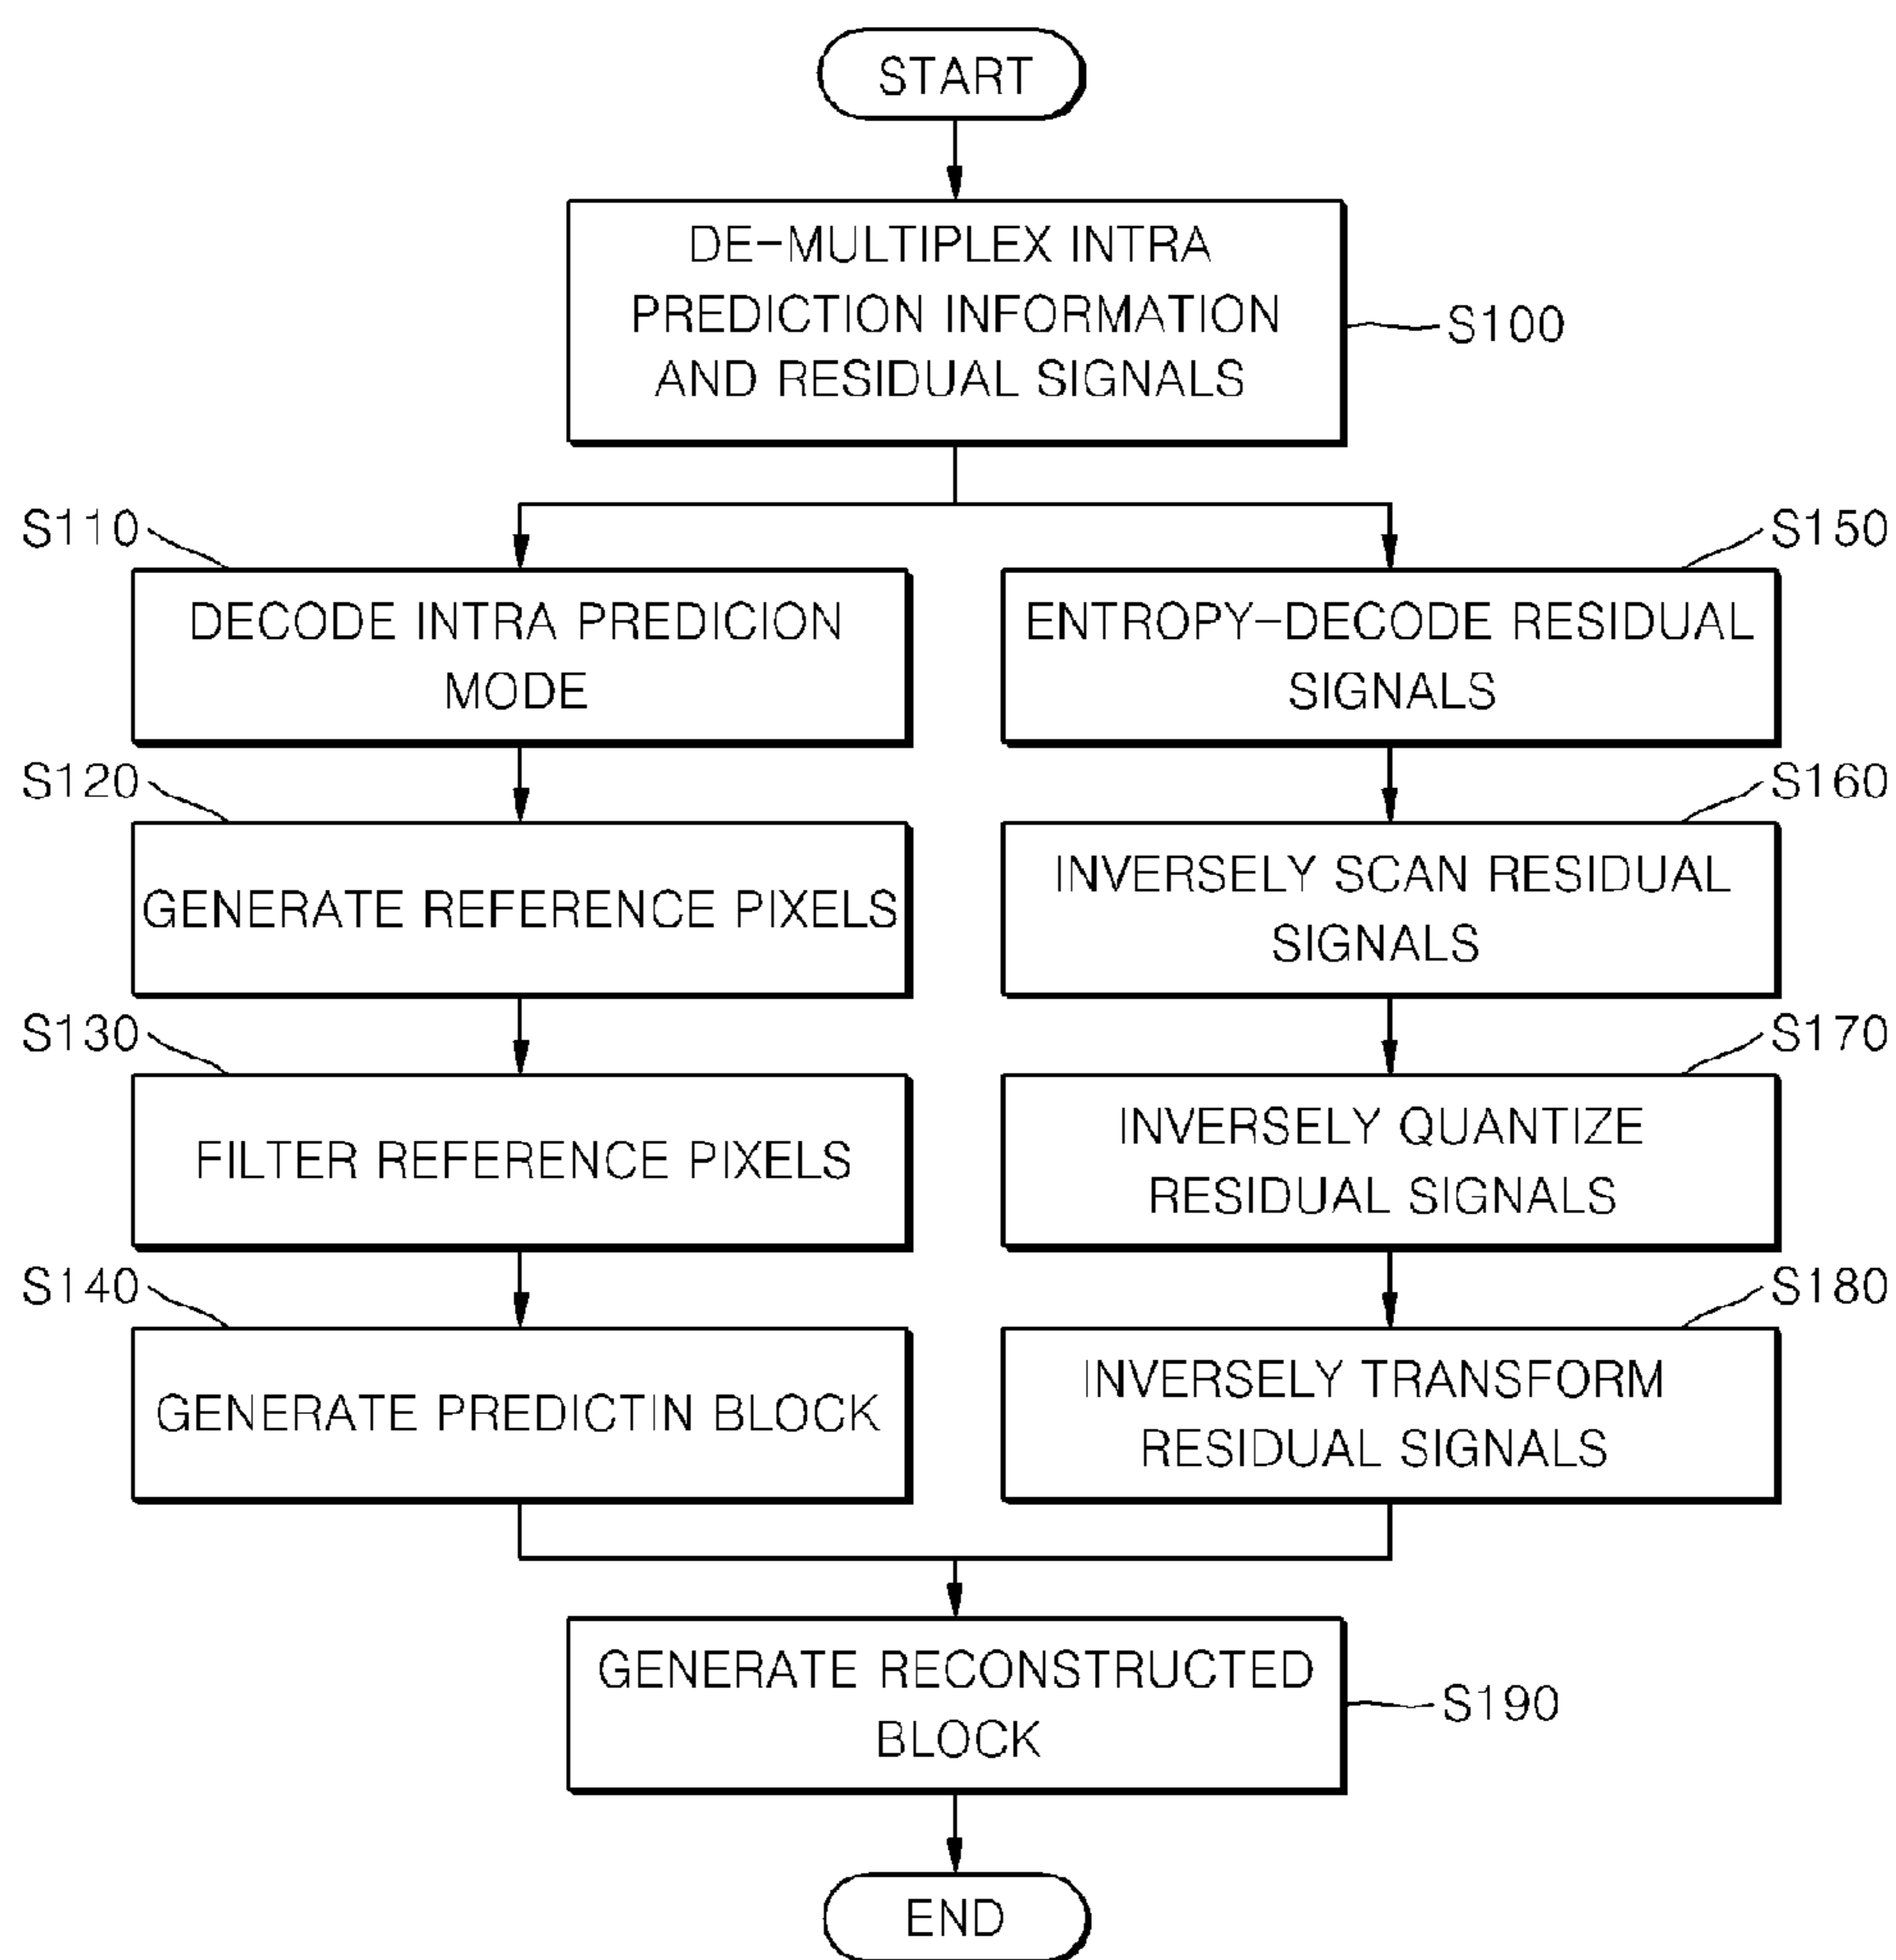 START
DE-MULTIPLEX INTRA
PREDICTION INFORMATION
AND RESIDUAL SIGNALS
S100
S110
DECODE INTRA PREDICION
MODE
S150
ENTROPY-DECODE RESIDUAL
SIGNALS
S120
GENERATE REFERENCE PIXELS
S160
INVERSELY SCAN RESIDUAL
SIGNALS
S130
FILTER REFERENCE PIXELS
S170
INVERSELY QUANTIZE
RESIDUAL SIGNALS
S140
GENERATE PREDICTIN BLOCK
S180
INVERSELY TRANSFORM
RESIDUAL SIGNALS
GENERATE RECONSTRUCTED
BLOCK
S190
END